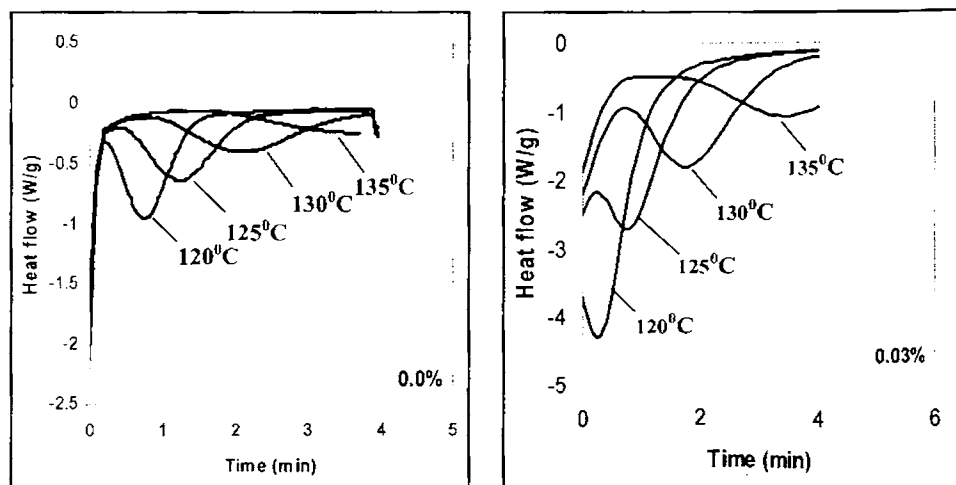 0.5
0
-0.5
-1
-1.5
-2
-2.5
Heat flow (W/g)
135⁰C
130⁰C
125⁰C
120⁰C
0.0%
0 1 2 3 4 5
Time (min)
0
-1
-2
-3
-4
-5
Heat flow (W/g)
135⁰C
130⁰C
125⁰C
120⁰C
0.03%
0 2 4 6
Time (min)